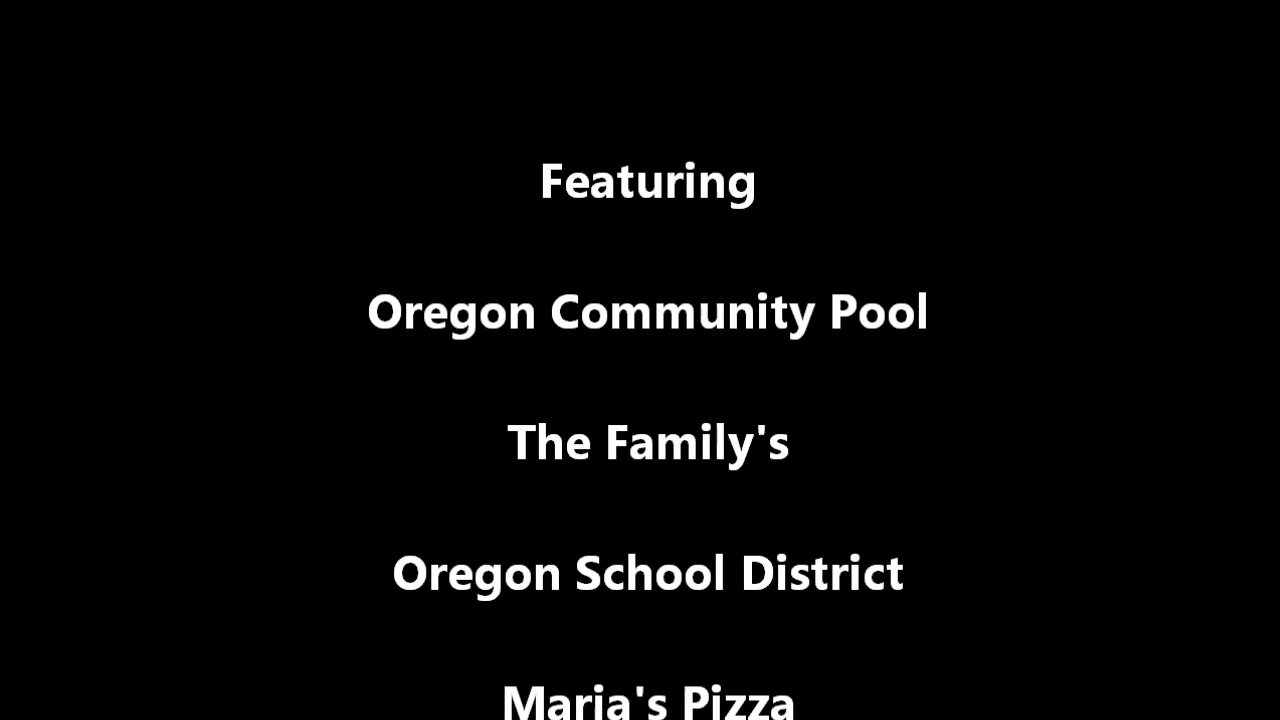 Featuring
Oregon Community Pool
The Family's
Oregon School District
Maria's Pizza